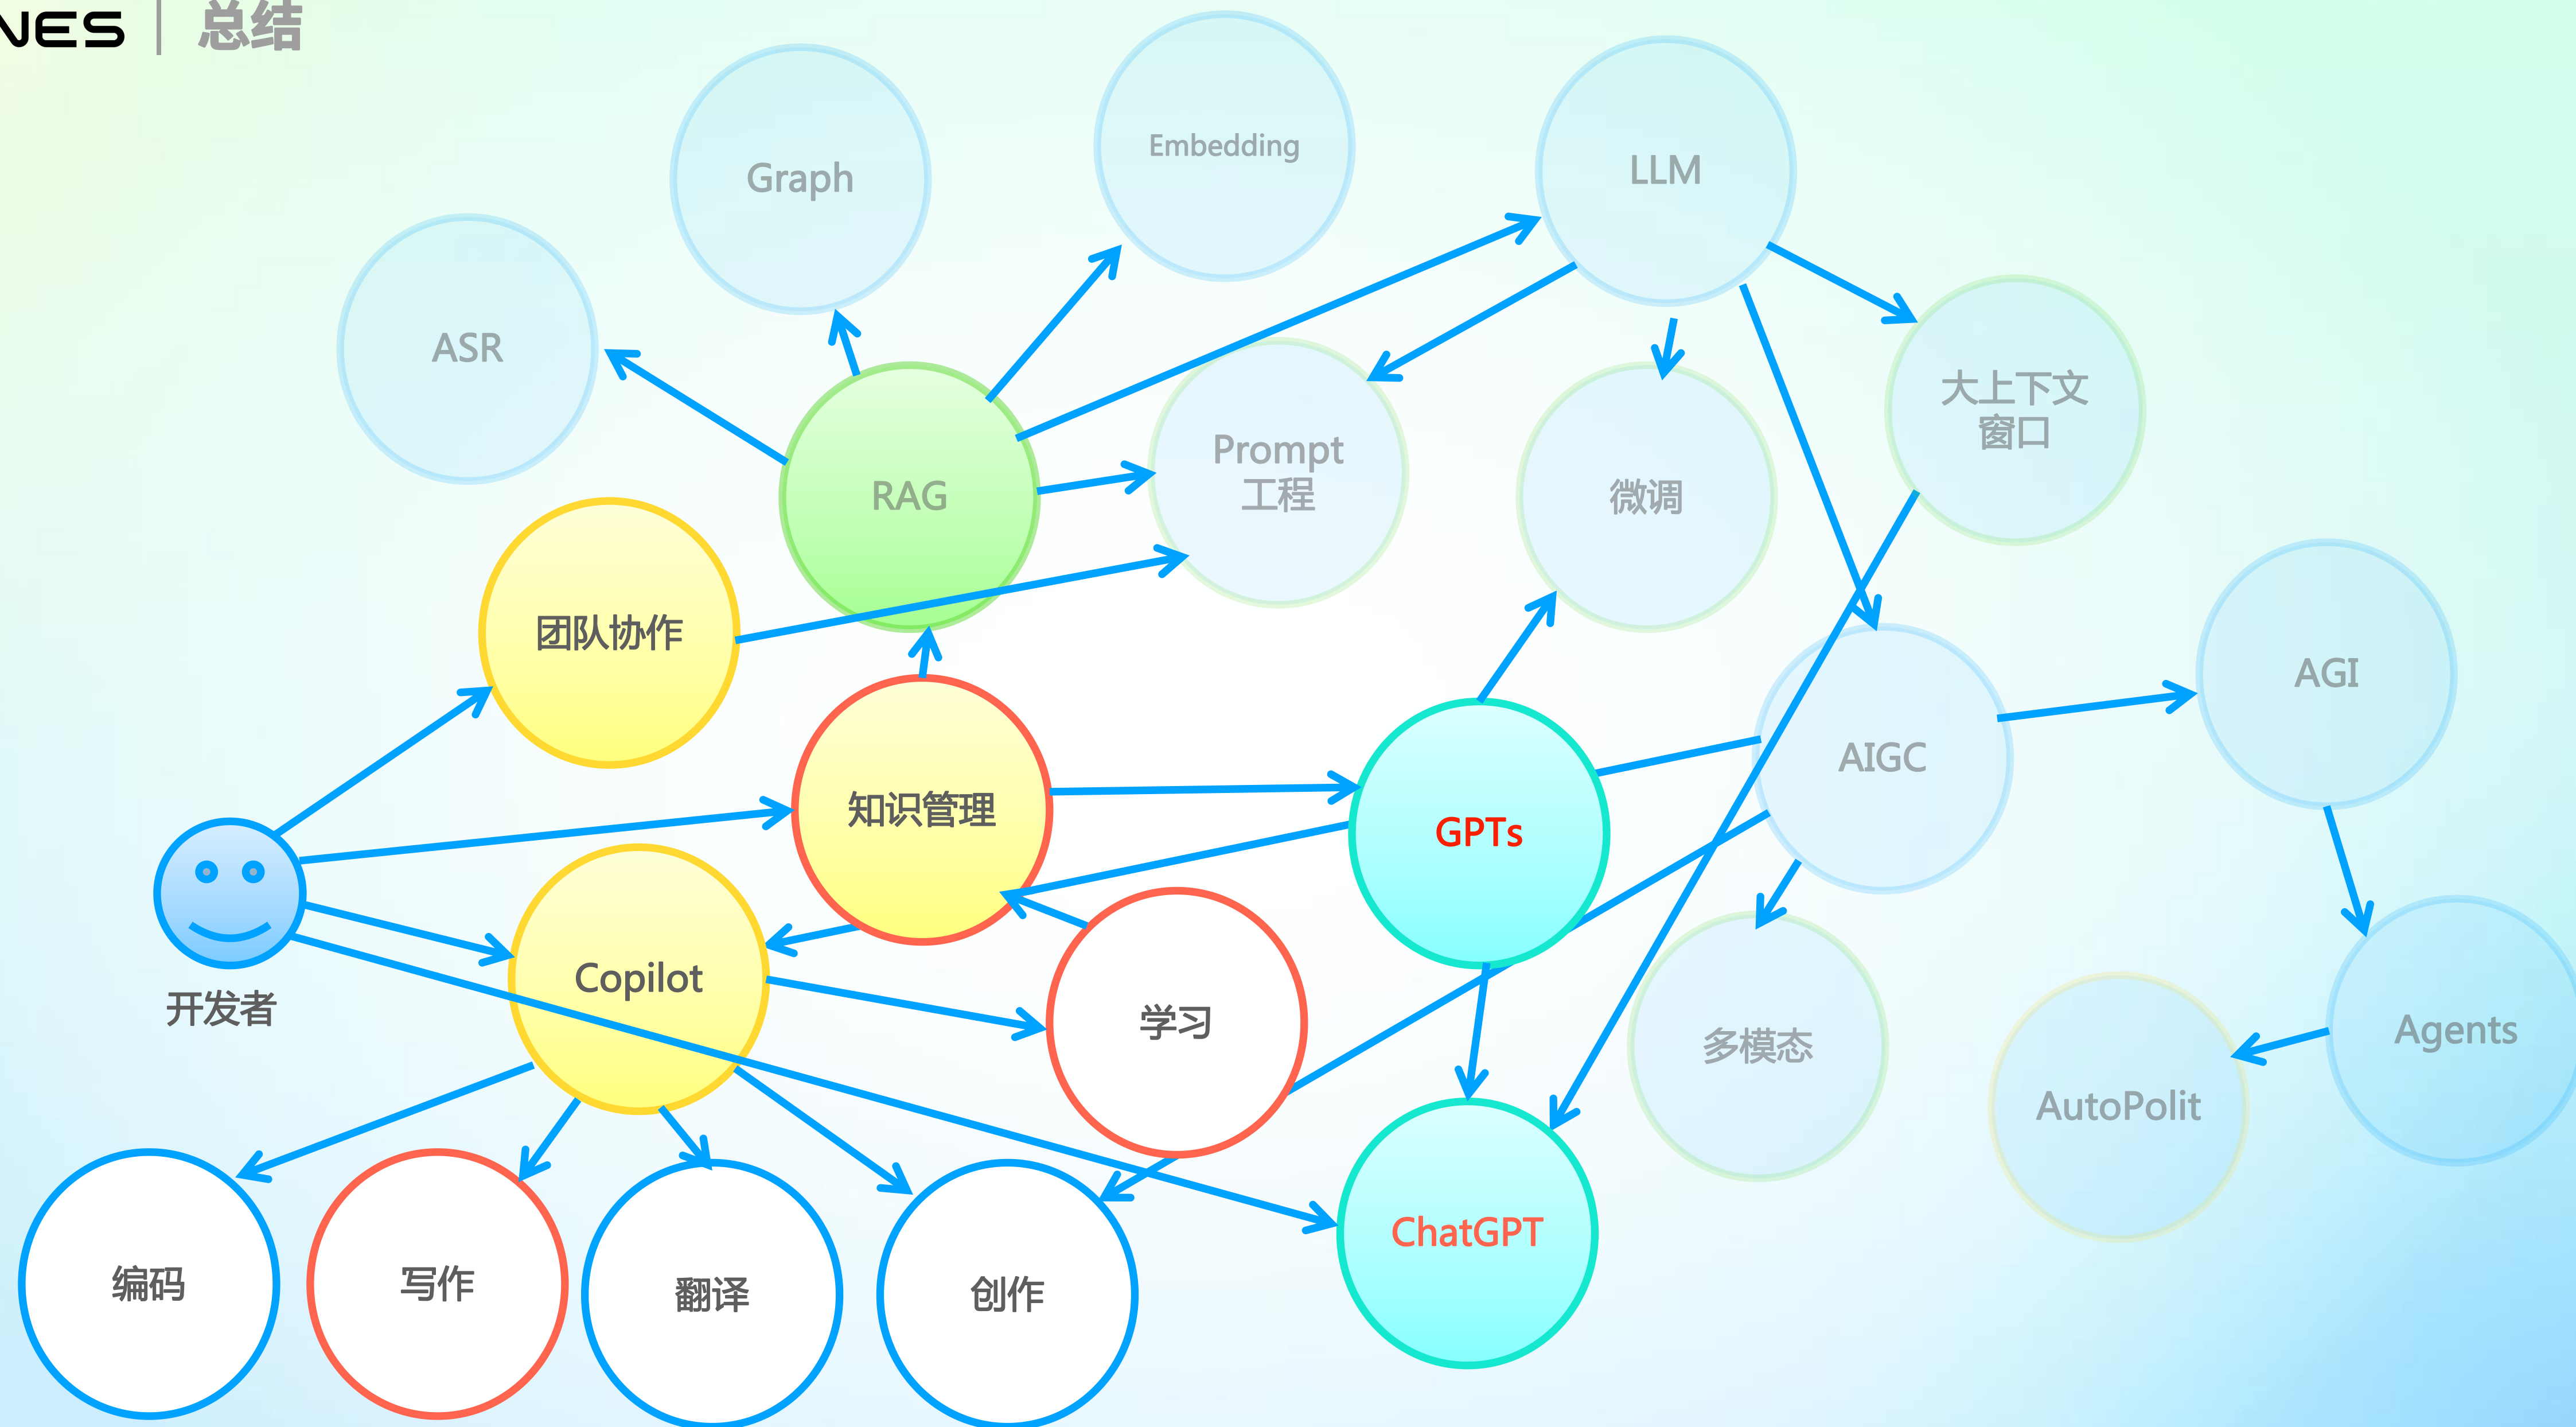 NES
总结
Embedding
LLM
Graph
ASR
大上下文
窗口
Prompt
工程
RAG
微调
团队协作
AGI
AIGC
知识管理
GPTs
Copilot
开发者
学习
多模态
Agents
AutoPolit
ChatGPT
编码
写作
翻译
创作